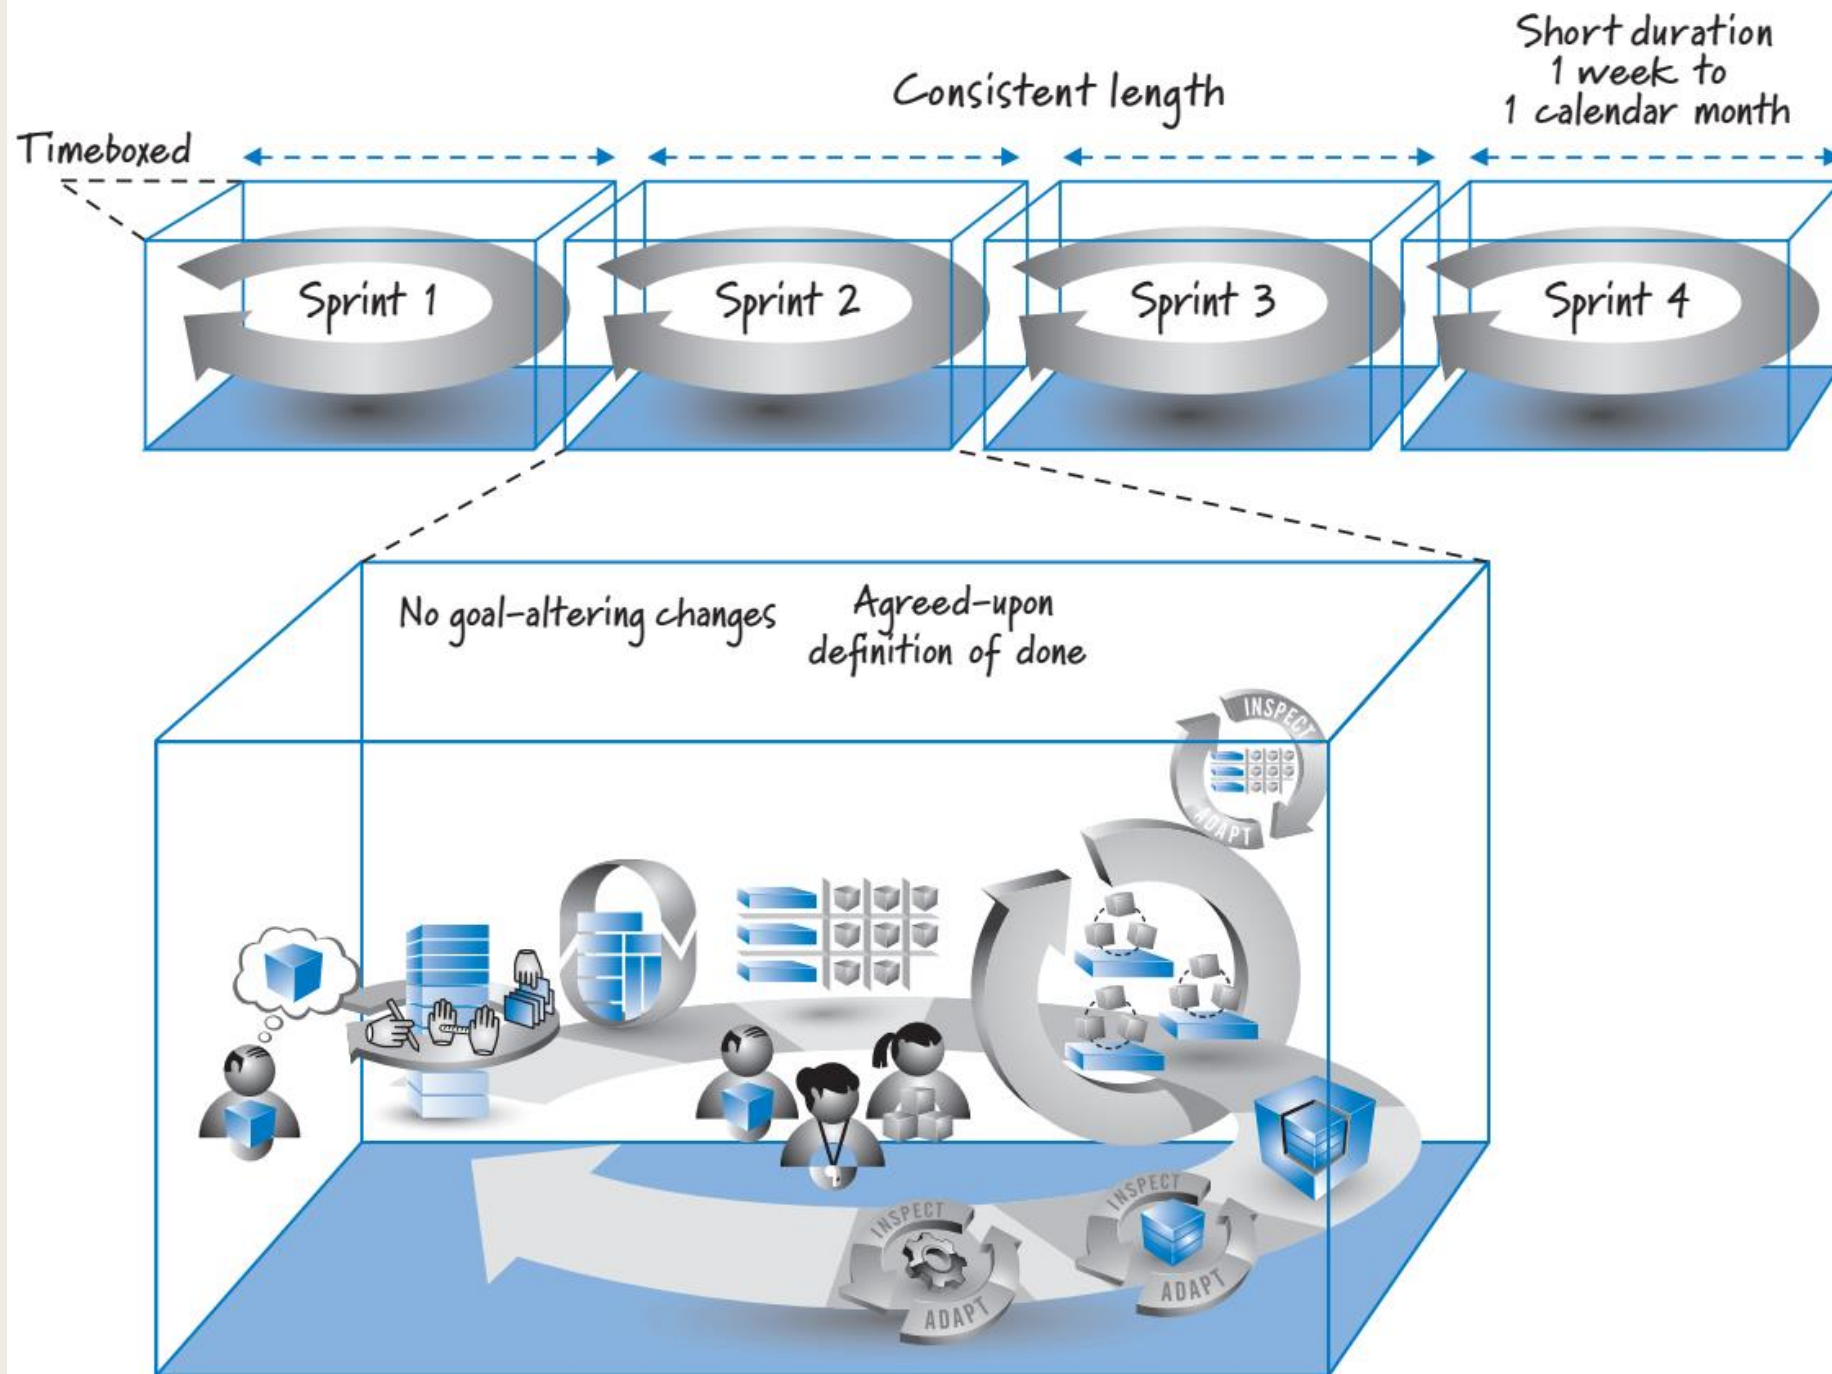 Short duration
1 week to
1 calendar month
Consistent length
Timeboxed
Sprint 1
Sprint 2
Sprint 3
Sprint 4
No goal-altering changes
Agreed-upon
definition of done
INSPECT
ADAPT
INSPECT
ADAPT
INSPECT
ADAPT